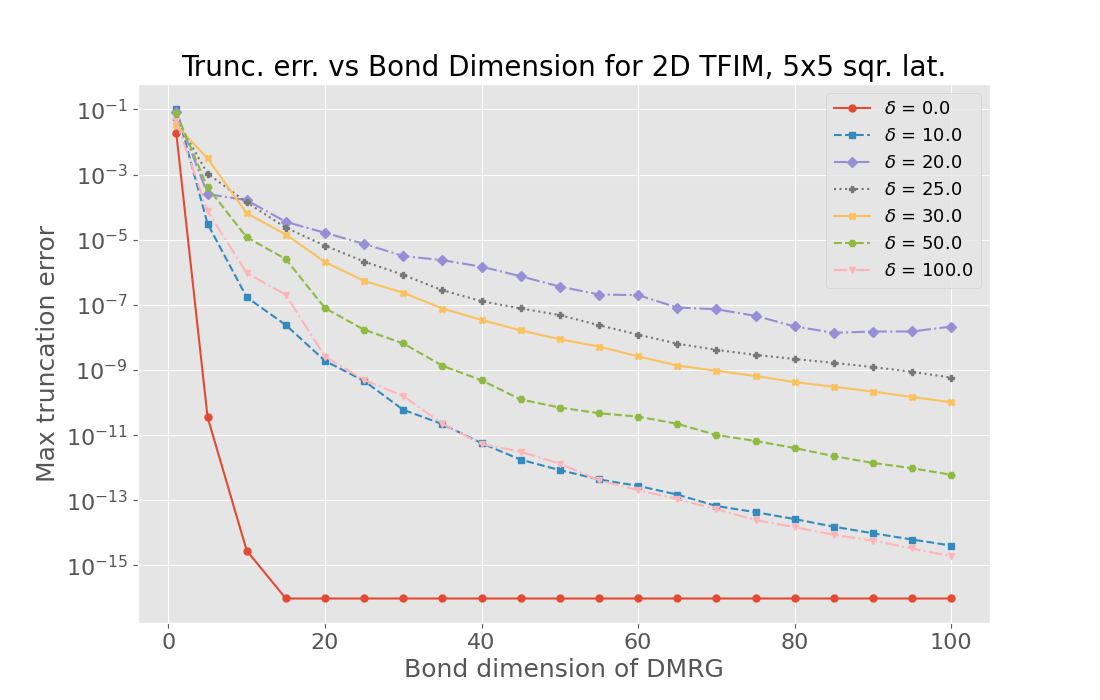 Trunc. err. vs Bond Dimension for 2D TFIM, 5x5 sqr. lat.
δ = 0.0
δ = 10.0
δ = 20.0
δ = 25.0
δ = 30.0
δ = 50.0
δ = 100.0
Max truncation error
10⁻¹
10⁻³
10⁻⁵
10⁻⁷
10⁻⁹
10⁻¹¹
10⁻¹³
10⁻¹⁵
0 20 40 60 80 100
Bond dimension of DMRG